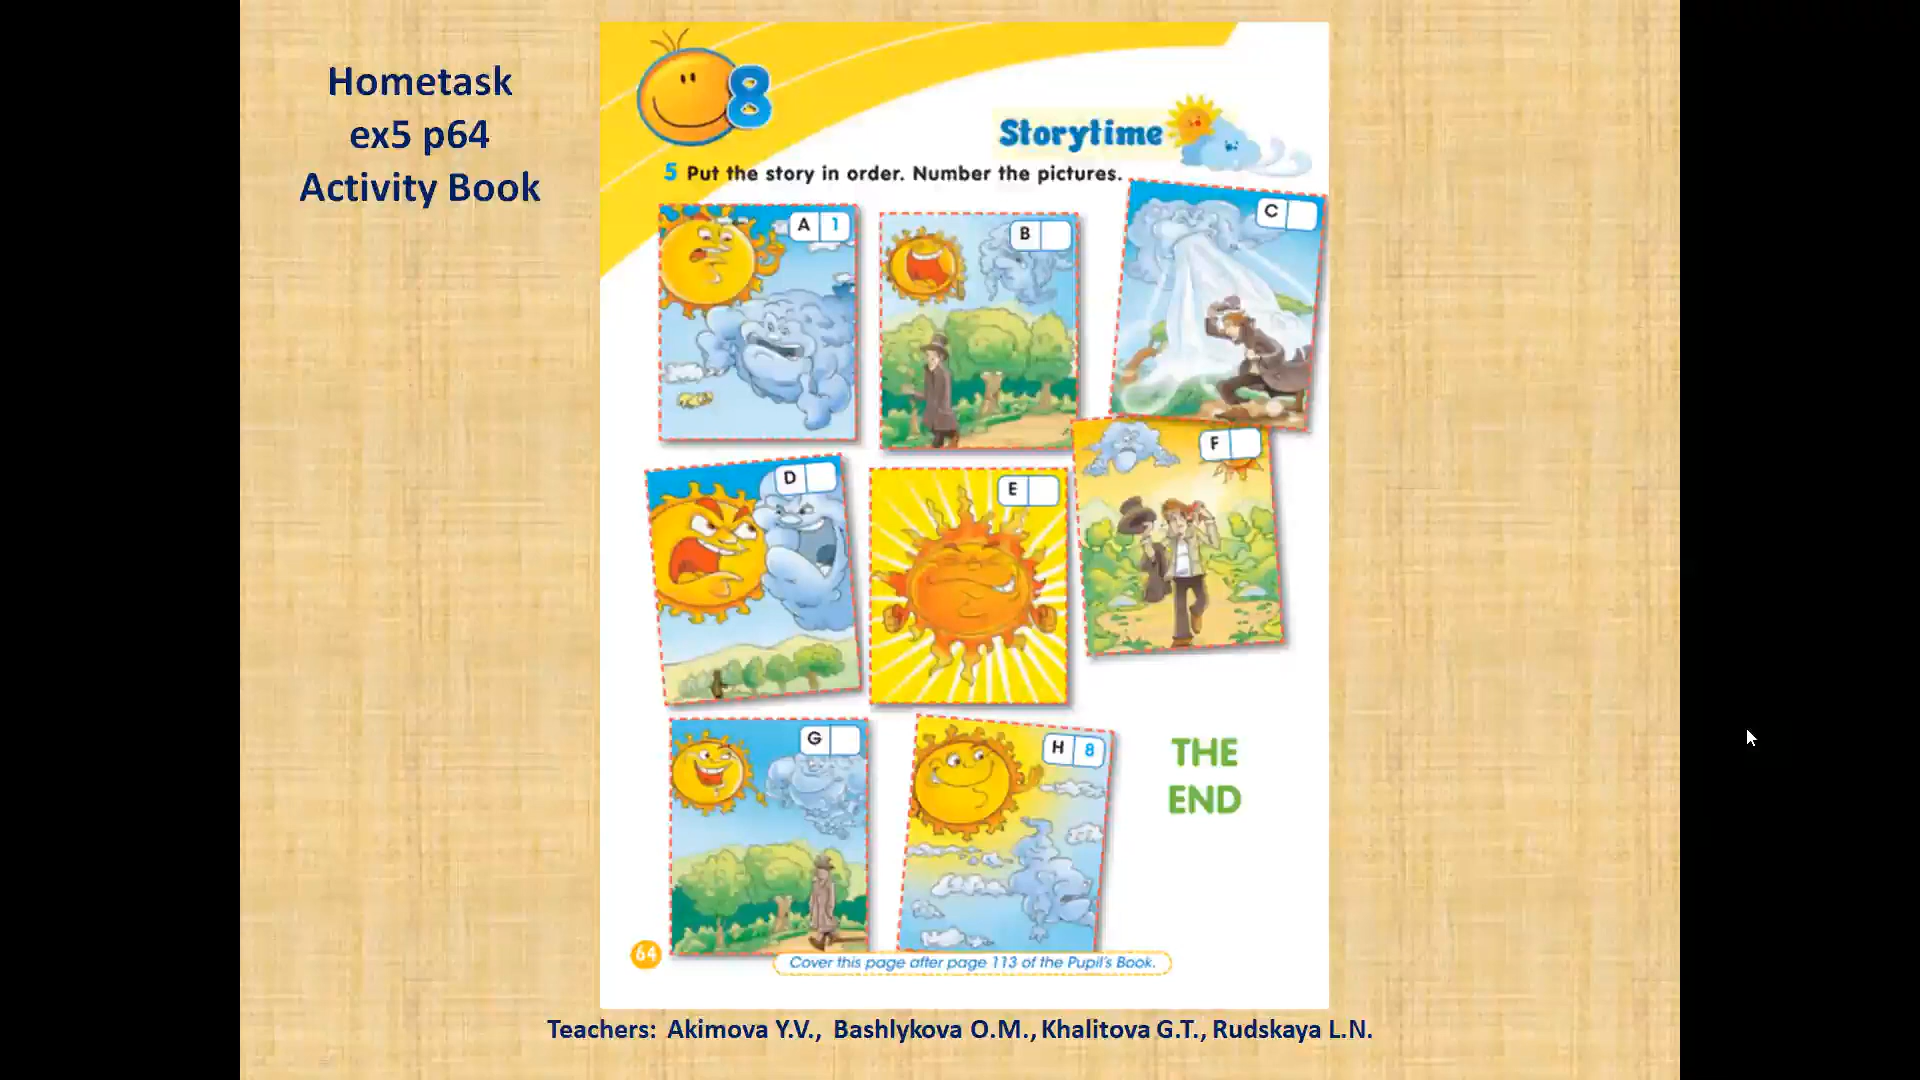 Hometask
ex5 p64
Activity Book
8
Storytime
5 Put the story in order. Number the pictures.
A 1
B
C
D
E
F
G
H 8
THE
END
64
Cover this page after page 113 of the Pupil's Book.
Teachers: Akimova Y.V., Bashlykova O.M., Khalitova G.T., Rudskaya L.N.